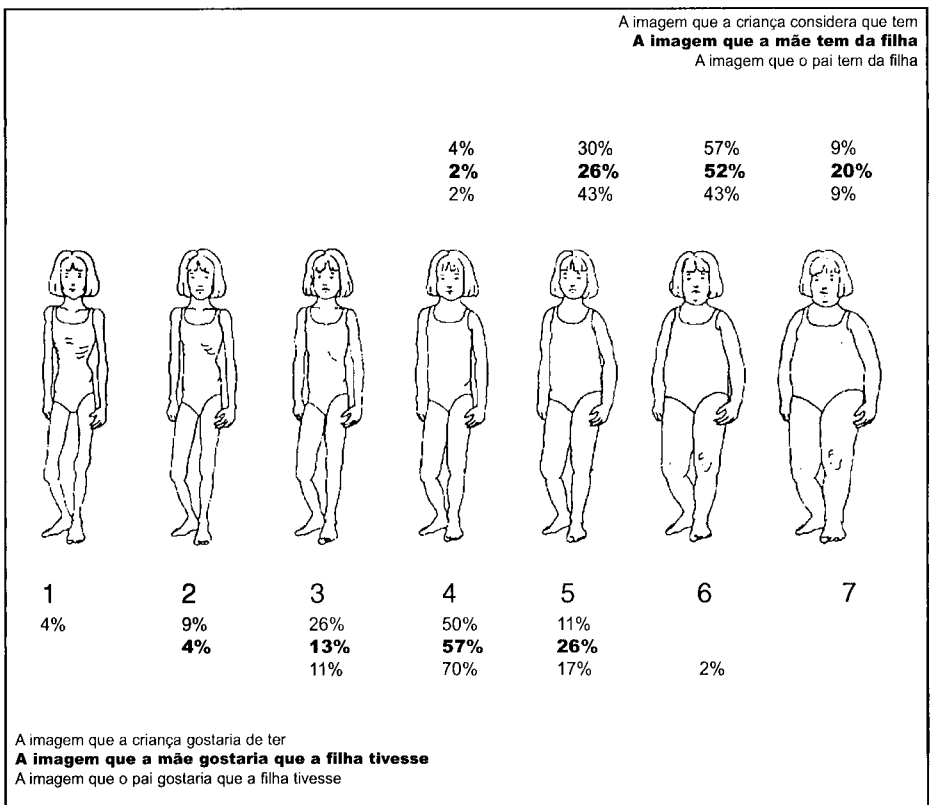 A imagem que a criança considera que tem
A imagem que a mãe tem da filha
A imagem que o pai tem da filha
4% 30% 57% 9%
2% 26% 52% 20%
2% 43% 43% 9%
1 2 3 4 5 6 7
4% 9% 26% 50% 11%
4% 13% 57% 26%
11% 70% 17% 2%
A imagem que a criança gostaria de ter
A imagem que a mãe gostaria que a filha tivesse
A imagem que o pai gostaria que a filha tivesse